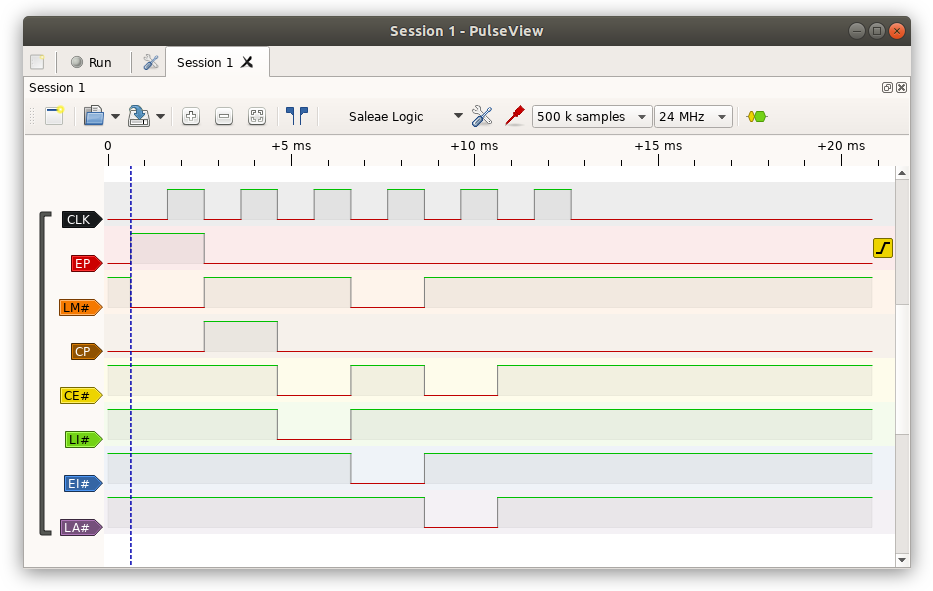 Session 1 - PulseView
Run
Session 1
Session 1
Saleae Logic
500 k samples
24 MHz
0 +5 ms +10 ms +15 ms +20 ms
CLK
EP
LM#
CP
CE#
LI#
EI#
LA#